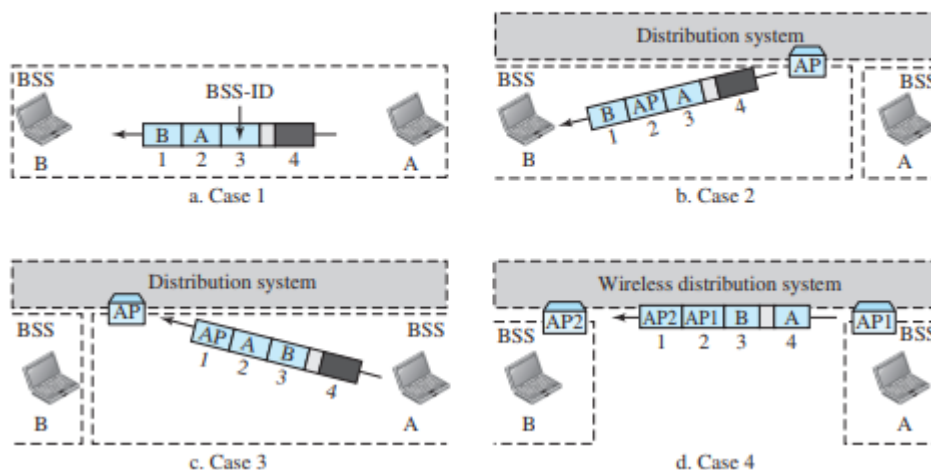 BSS
BSS-ID
BSS
B A
1 2 3 4
B
A
a. Case 1
Distribution system
AP
BSS
BSS
B AP A
1 2 3 4
B
A
b. Case 2
Distribution system
AP
BSS
BSS
AP A B
1 2 3 4
B
A
c. Case 3
Wireless distribution system
AP2
AP2 AP1 B A
AP1
BSS
BSS
1 2 3 4
B
A
d. Case 4